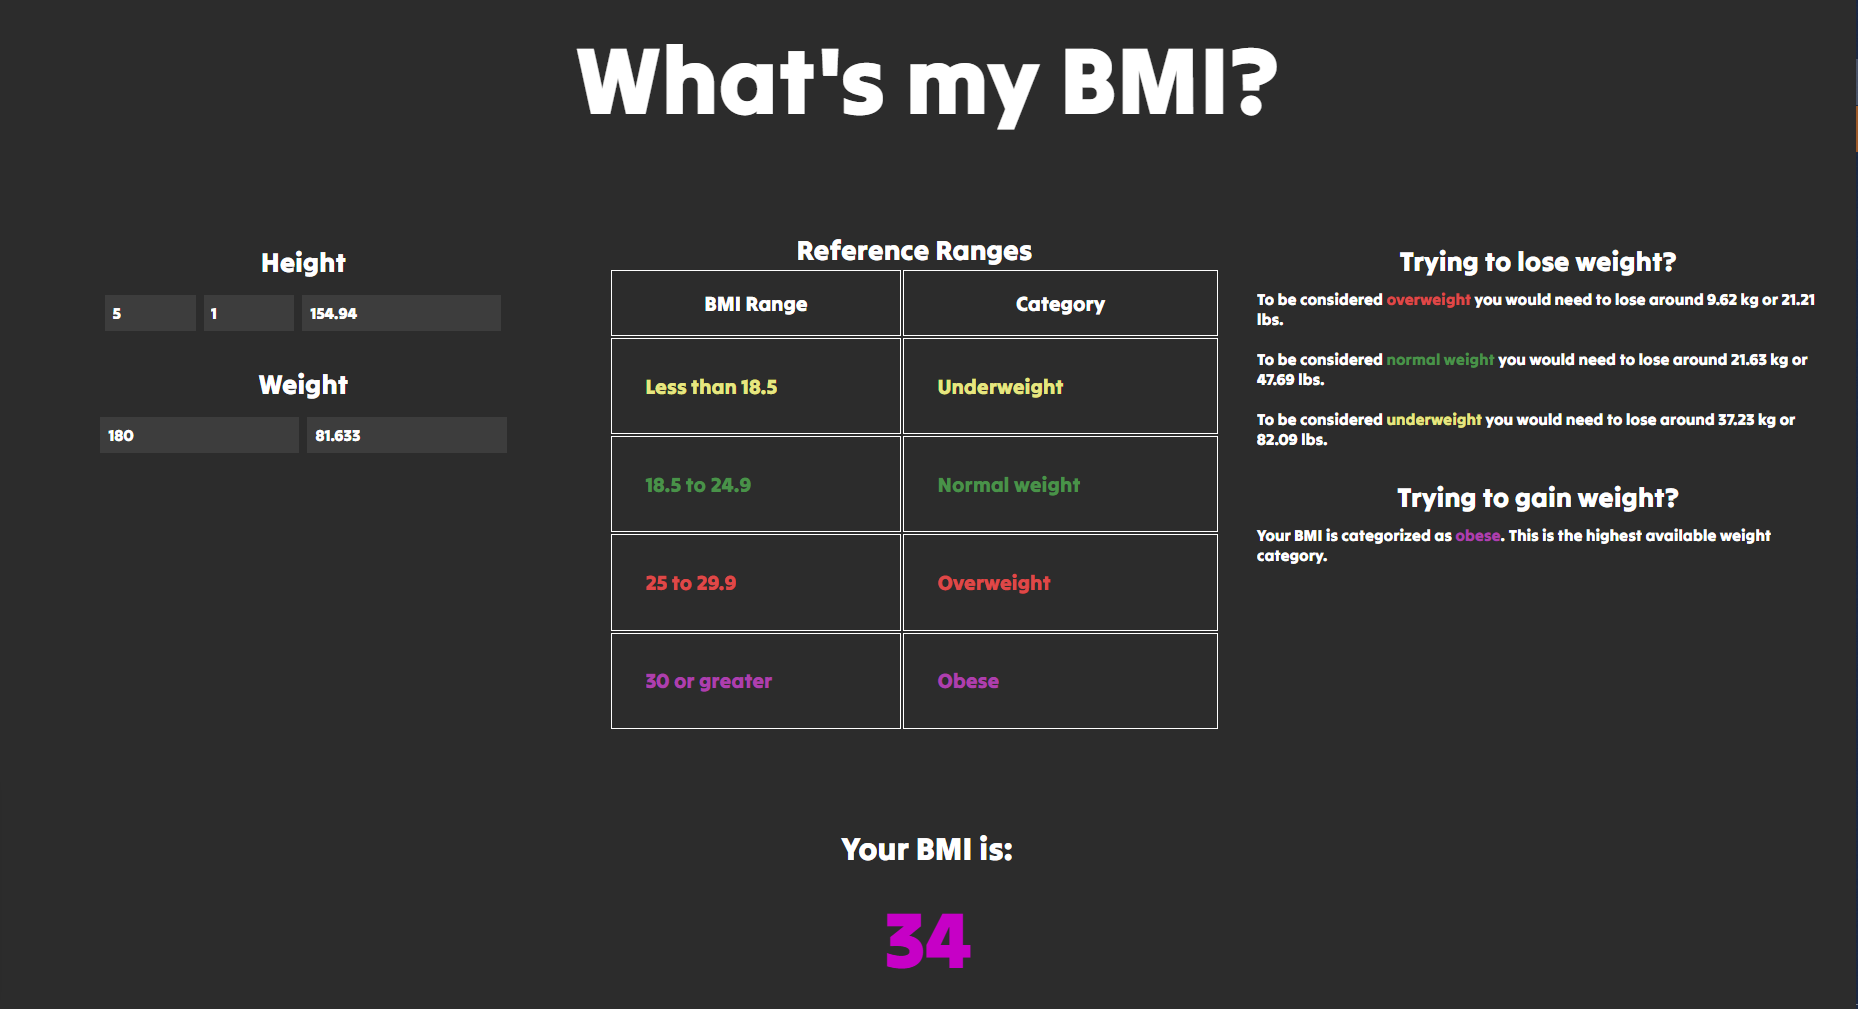 What's my BMI?
Height
5 1 154.94
Weight
180 81.633
Reference Ranges
BMI Range Category
Less than 18.5 Underweight
18.5 to 24.9 Normal weight
25 to 29.9 Overweight
30 or greater Obese
Trying to lose weight?
To be considered overweight you would need to lose around 9.62 kg or 21.21
lbs.
To be considered normal weight you would need to lose around 21.63 kg or
47.69 lbs.
To be considered underweight you would need to lose around 37.23 kg or
82.09 lbs.
Trying to gain weight?
Your BMI is categorized as obese. This is the highest available weight
category.
Your BMI is:
34